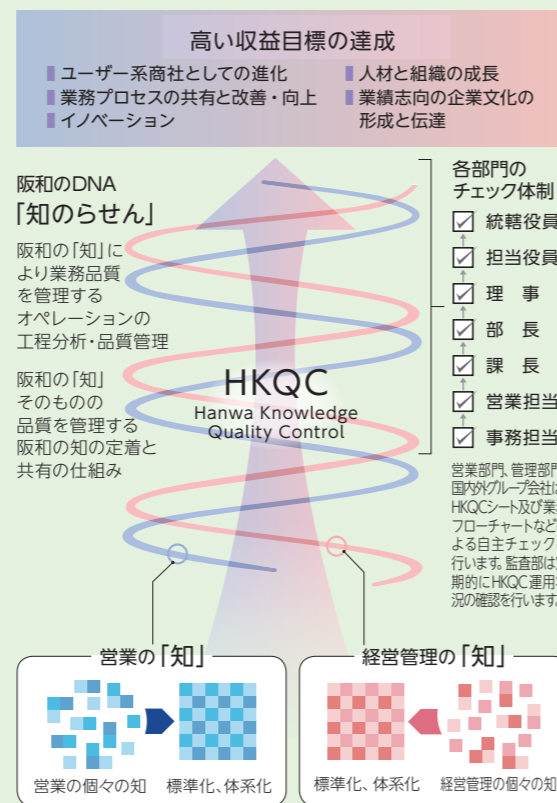 高い収益目標の達成
■ ユーザー系商社としての進化
■ 業務プロセスの共有と改善・向上
■ イノベーション
■ 人材と組織の成長
■ 業績志向の企業文化の
形成と伝達
阪和のDNA
「知のらせん」
阪和の「知」に
より業務品質
を管理する
オペレーションの
工程分析・品質管理
阪和の「知」
そのものの
品質を管理する
阪和の知の定着と
共有の仕組み
HKQC
Hanwa Knowledge
Quality Control
各部門の
チェック体制
統轄役員
担当役員
理 事
部 長
課 長
営業担当
事務担当
営業部門、管理部門
国内外グループ会社は
HKQCシート及び業
フローチャートなど
よる自主チェック
行います。監査部は
期的にHKQC運用
況の確認を行います。
営業の「知」
営業の個々の知 標準化、体系化
経営管理の「知」
標準化、体系化 経営管理の個々の知